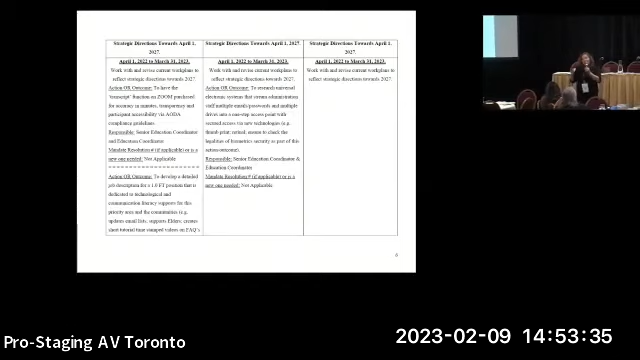 Strategic Directions Towards April 1, 2027.
April 1, 2022 to March 31, 2023.
Work with and revise current workplans to
reflect strategic directions towards 2027
Action OR Outcome: To have the
"transcript" function on ZOOM purchased
for accuracy in minutes, transparency and
participant accessibility via AODA
compliance guidelines
Responsible: Senior Education Coordinator
and Education Coordinator
Mandate Resolution # (if applicable) or is a
new one needed: Not Applicable
Action OR Outcome: To develop a detailed
job description for a 1.0 FT position that is
dedicated to technological and
communication literacy supports for this
priority area and the communities (e.g.
updates email lists, supports Elders, creates
short tutorial time stamped videos on FAQ's
Strategic Directions Towards April 1, 2027.
April 1, 2022 to March 31, 2023.
Work with and revise current workplans to
reflect strategic directions towards 2027
Action OR Outcome: To research universal
electronic systems that stream administration
staff multiple emails/passwords and multiple
drives into a one-step access point with
secured access via new technologies (e.g.
thumb print; retinal; ensure to check the
legalities of biometrics security as part of this
action/outcome).
Responsible: Senior Education Coordinator &
Education Coordinator
Mandate Resolution # (if applicable) or is a
new one needed: Not Applicable
Strategic Directions Towards April 1,
2027.
April 1, 2022 to March 31, 2023.
Work with and revise current workplans to
reflect strategic directions towards 2027
Pro-Staging AV Toronto
2023-02-09 14:53:35